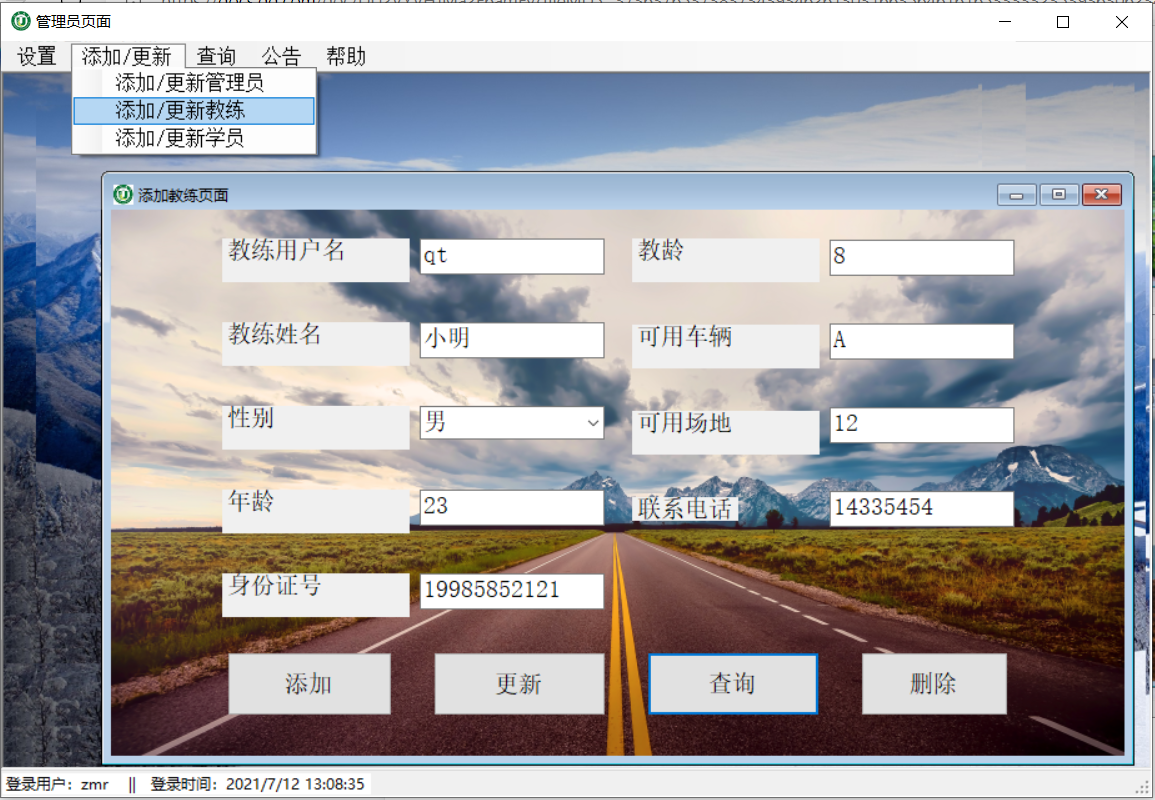 管理员页面
设置 添加/更新 查询 公告 帮助
添加/更新管理员
添加/更新教练
添加/更新学员
添加教练页面
教练用户名 qt 教龄 8
教练姓名 小明 可用车辆 A
性别 男 可用场地 12
年龄 23 联系电话 14335454
身份证号 19985852121
添加 更新 查询 删除
登录用户：zmr || 登录时间：2021/7/12 13:08:35